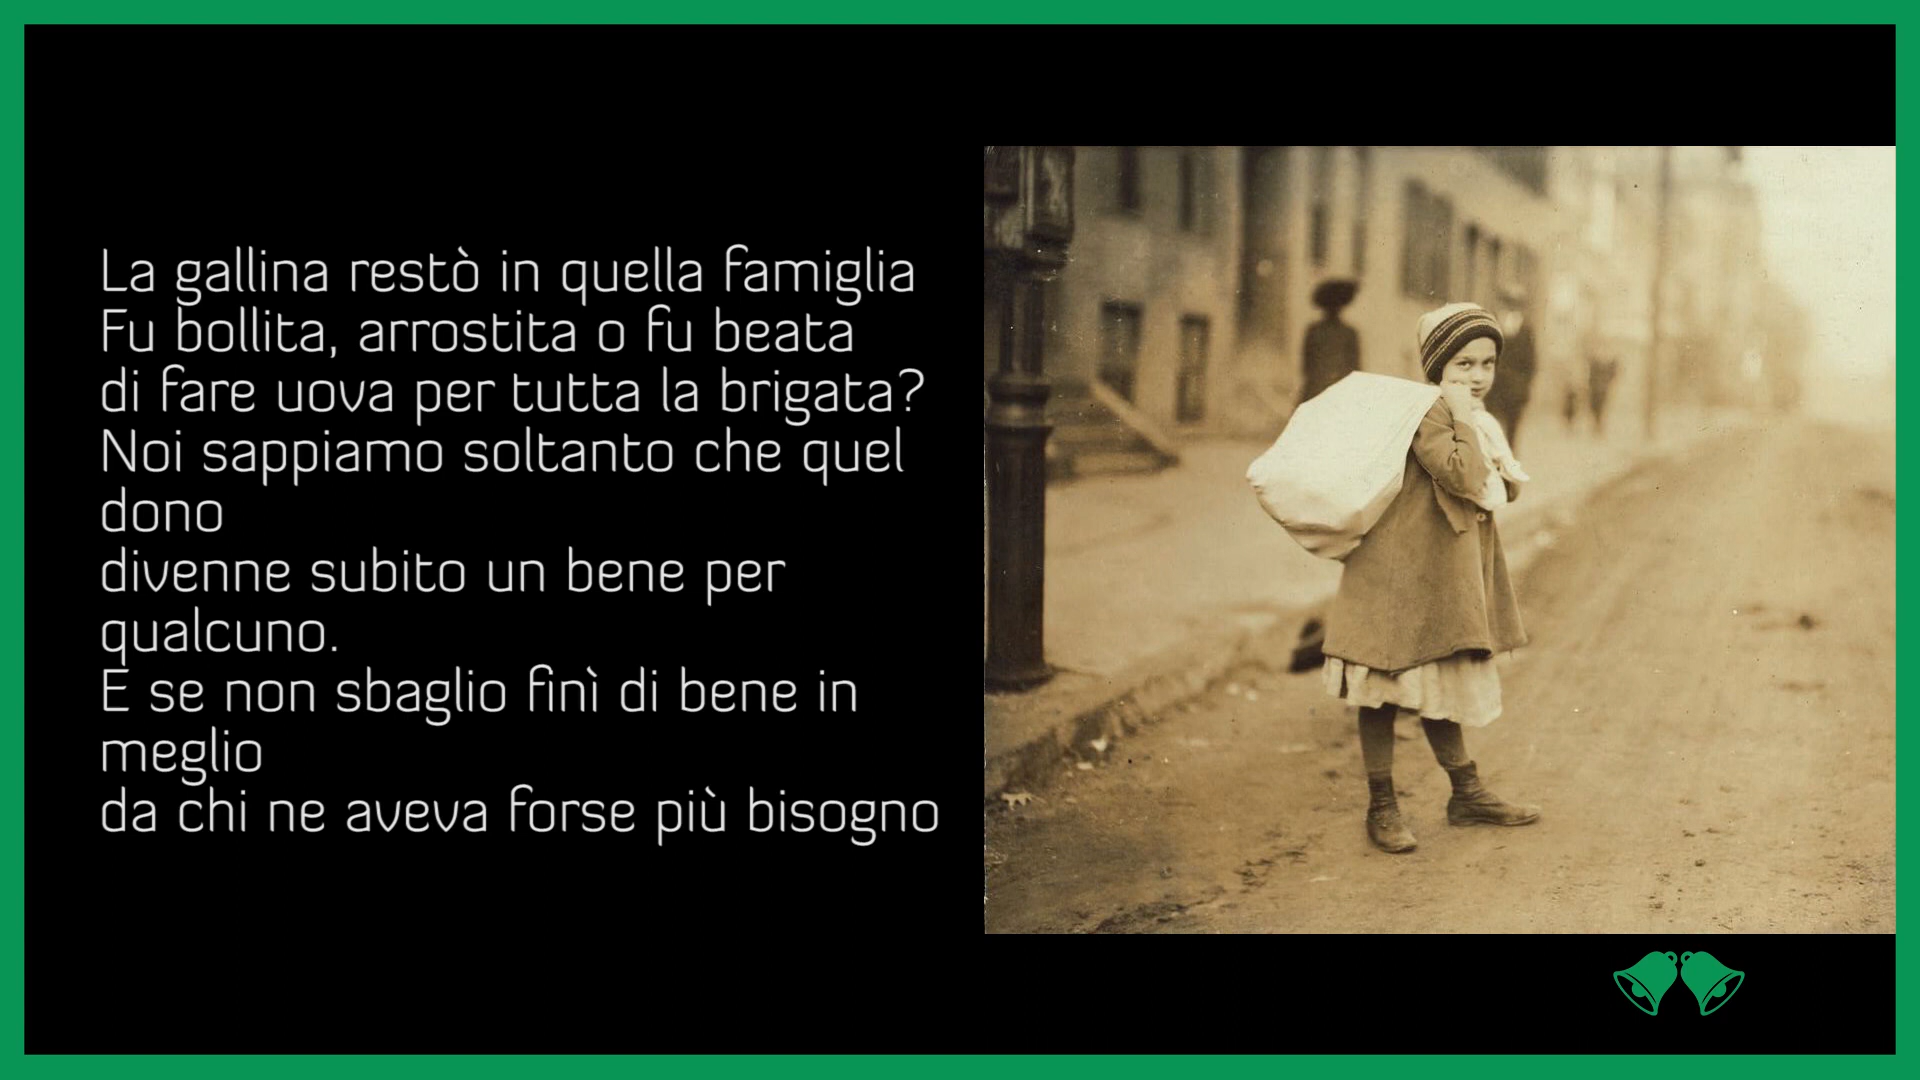 La gallina restò in quella famiglia
Fu bollita, arrostita o fu beata
di fare uova per tutta la brigata?
Noi sappiamo soltanto che quel
dono
divenne subito un bene per
qualcuno.
E se non sbaglio finì di bene in
meglio
da chi ne aveva forse più bisogno